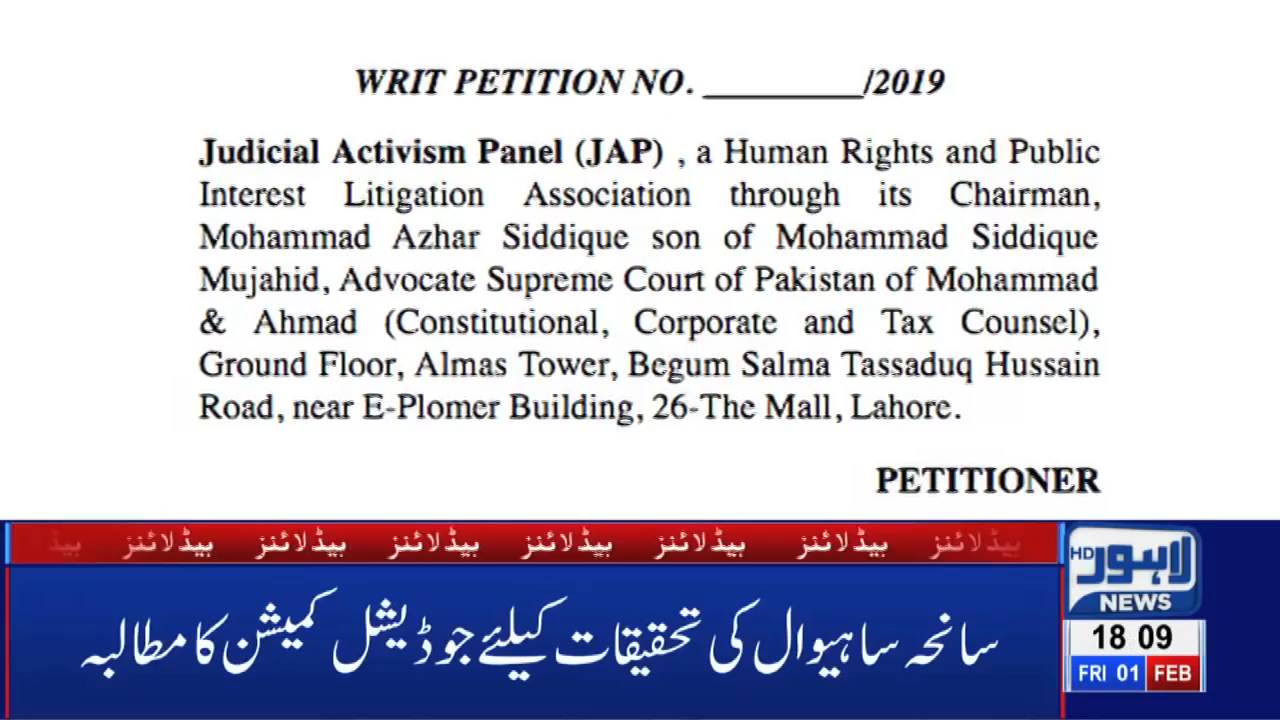 WRIT PETITION NO. _________/2019
Judicial Activism Panel (JAP) , a Human Rights and Public
Interest Litigation Association through its Chairman,
Mohammad Azhar Siddique son of Mohammad Siddique
Mujahid, Advocate Supreme Court of Pakistan of Mohammad
& Ahmad (Constitutional, Corporate and Tax Counsel),
Ground Floor, Almas Tower, Begum Salma Tassaduq Hussain
Road, near E-Plomer Building, 26-The Mall, Lahore.
PETITIONER
ہیڈلائنز ہیڈلائنز ہیڈلائنز ہیڈلائنز ہیڈلائنز ہیڈلائنز ہیڈلائنز ہیڈ
سانحہ ساہیوال کی تحقیقات کیلئے جوڈیشل کمیشن کا مطالبہ
HD لاہور
NEWS
18 09
FRI 01 FEB